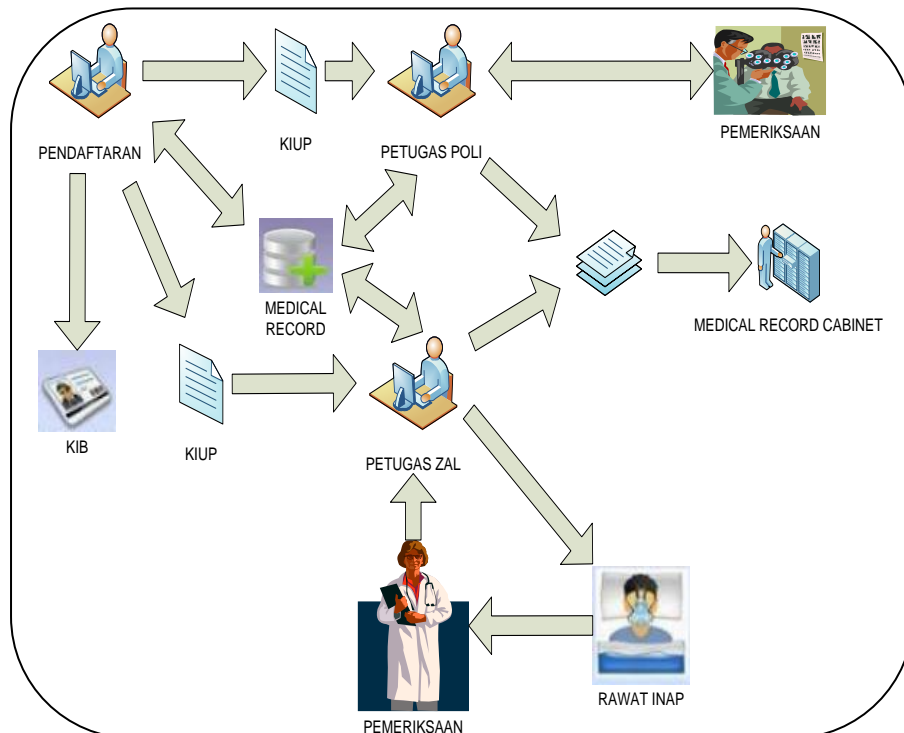 PENDAFTARAN
KIUP
PETUGAS POLI
PEMERIKSAAN
MEDICAL
RECORD
MEDICAL RECORD CABINET
KIB
KIUP
PETUGAS ZAL
PEMERIKSAAN
RAWAT INAP